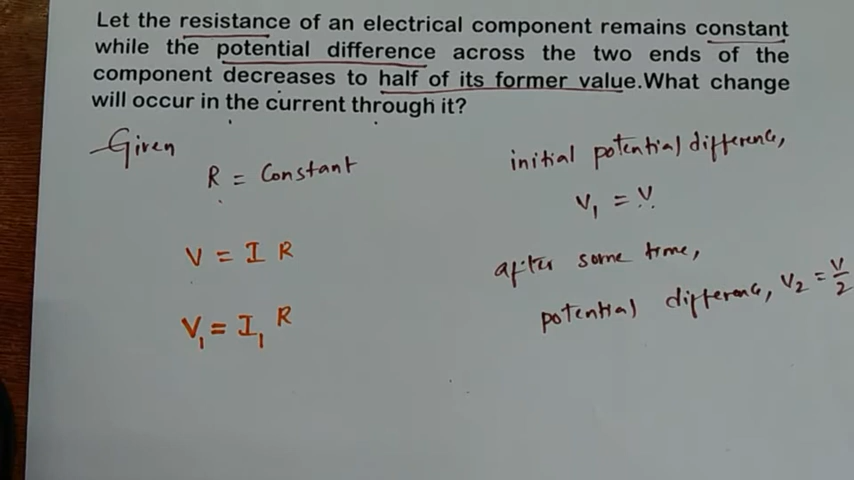 Let the resistance of an electrical component remains constant
while the potential difference across the two ends of the
component decreases to half of its former value.What change
will occur in the current through it?
Given
R = Constant
V = I R
V₁ = I₁ R
initial potential difference,
V₁ = V
after some time,
potential difference, V₂ = V/2